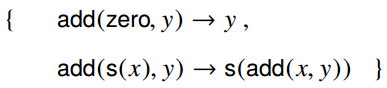 { add(zero, y) → y ,
add(s(x), y) → s(add(x, y)) }